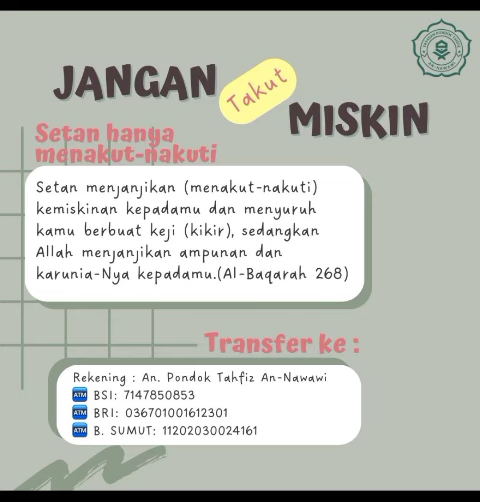 JANGAN
Takut
MISKIN
Setan hanya
menakut-nakuti
Setan menjanjikan (menakut-nakuti)
kemiskinan kepadamu dan menyuruh
kamu berbuat keji (kikir), sedangkan
Allah menjanjikan ampunan dan
karunia-Nya kepadamu.(Al-Baqarah 268)
Transfer ke :
Rekening : An. Pondok Tahfiz An-Nawawi
ATM BSI: 7147850853
ATM BRI: 036701001612301
ATM B. SUMUT: 11202030024161
AN-NAWAWI